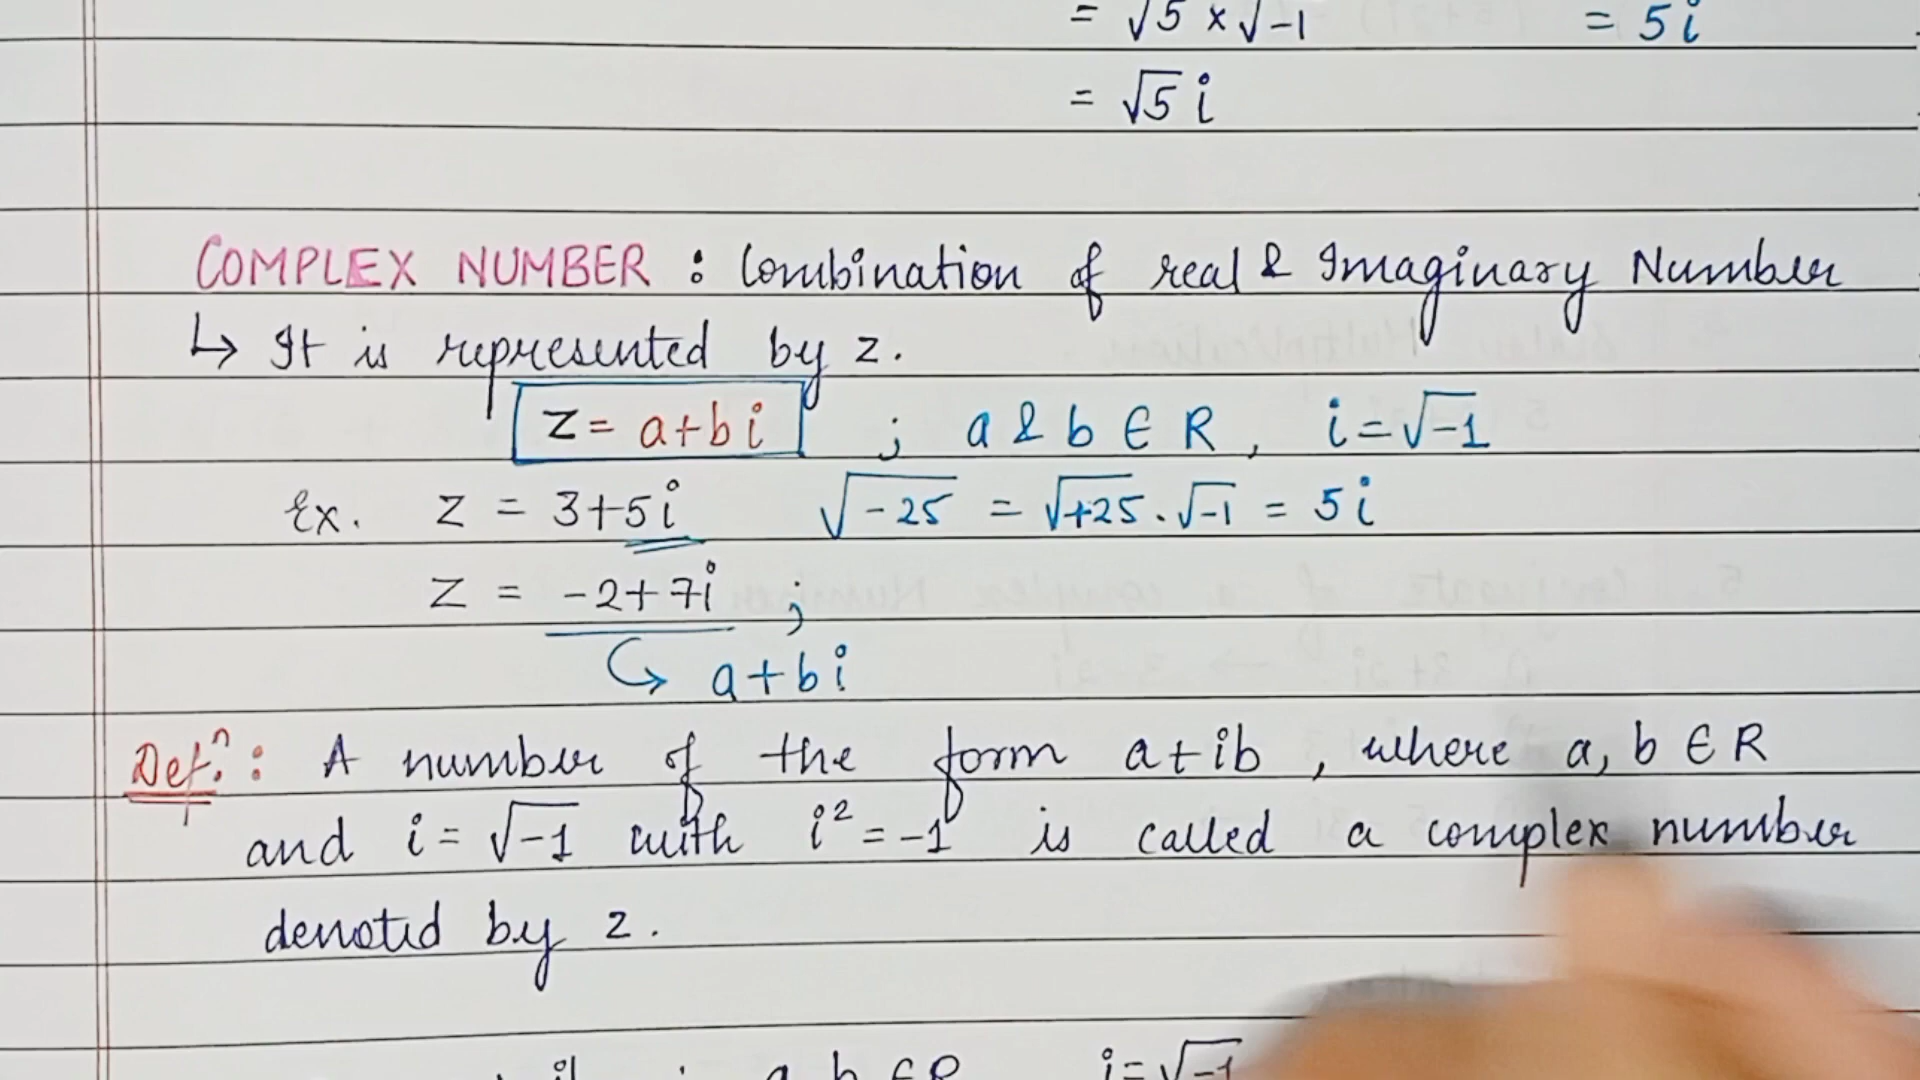 = √5 × √-1 = 5i
= √5 i
COMPLEX NUMBER : Combination of real & Imaginary Number
↳ It is represented by z.
z = a+bi ; a & b ∈ R, i = √-1
Ex. z = 3+5i √-25 = √+25 . √-1 = 5i
z = -2+7i ;
↳ a+bi
Defⁿ: A number of the form a+ib, where a, b ∈ R
and i = √-1 with i² = -1 is called a complex number
denoted by z.
a, b ∈ R i = √-1